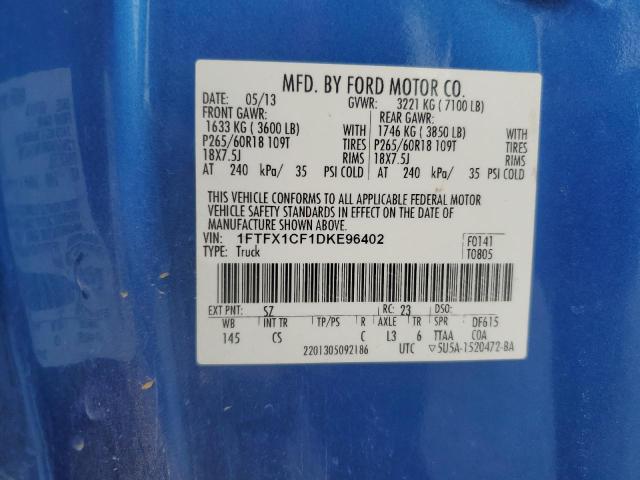 MFD. BY FORD MOTOR CO.
DATE: 05/13 GVWR: 3221 KG ( 7100 LB)
FRONT GAWR: REAR GAWR:
1633 KG ( 3600 LB) WITH 1746 KG ( 3850 LB) WITH
P265/60R18 109T TIRES P265/60R18 109T TIRES
18X7.5J RIMS 18X7.5J RIMS
AT 240 kPa/ 35 PSI COLD AT 240 kPa/ 35 PSI COLD
THIS VEHICLE CONFORMS TO ALL APPLICABLE FEDERAL MOTOR
VEHICLE SAFETY STANDARDS IN EFFECT ON THE DATE OF
MANUFACTURE SHOWN ABOVE.
VIN: 1FTFX1CF1DKE96402 F0141
TYPE: Truck T0805
EXT PNT: SZ RC: 23 DSO:
WB INT TR TP/PS R AXLE TR SPR DF615
145 CS C L3 6 TTAA COA
2201305092186 UTC ▽5U5A-1520472-BA